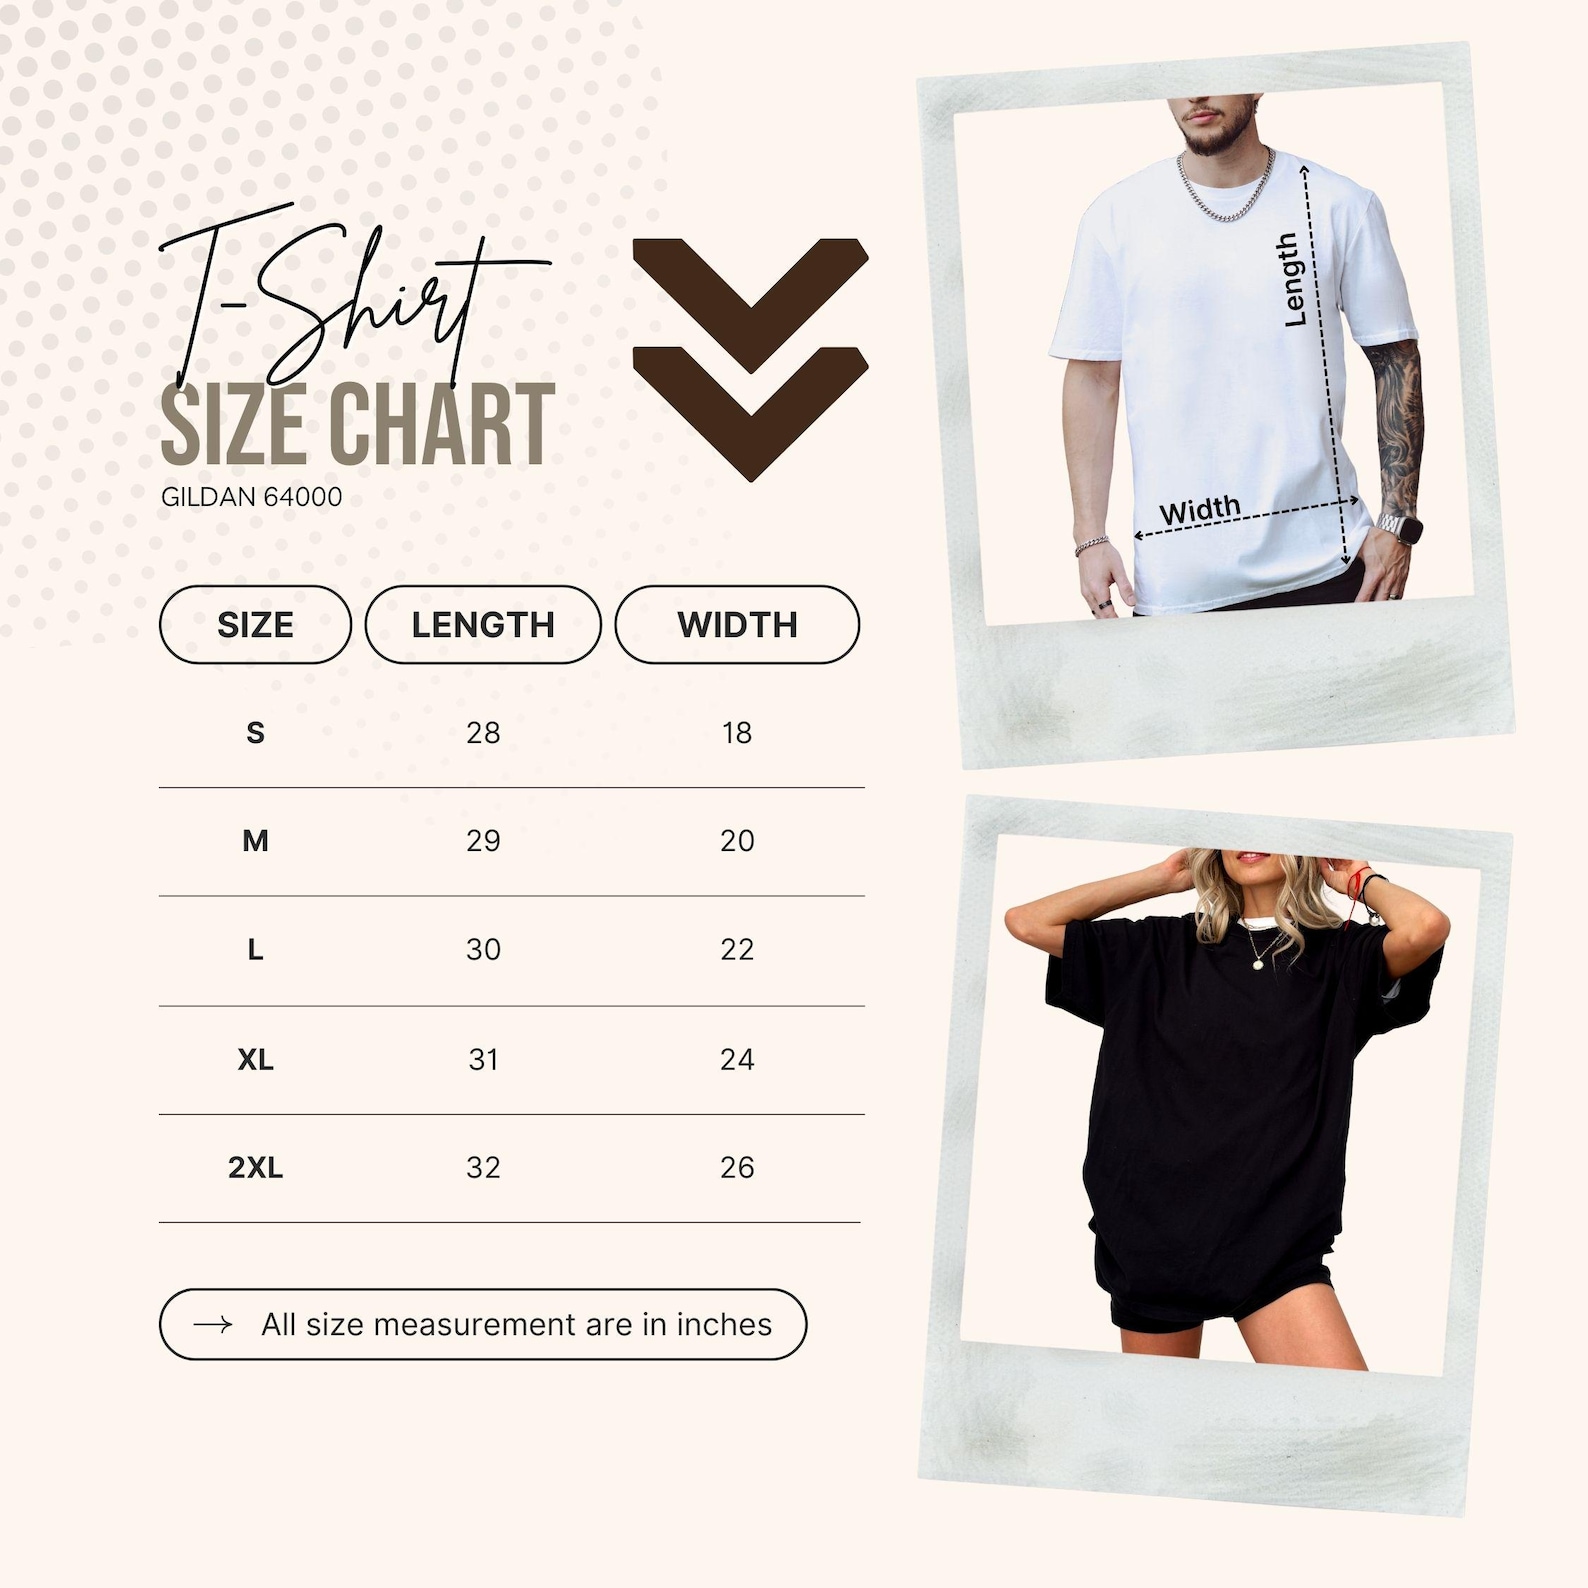 T-Shirt
SIZE CHART
GILDAN 64000
SIZE LENGTH WIDTH
S 28 18
M 29 20
L 30 22
XL 31 24
2XL 32 26
→ All size measurement are in inches
Length
Width